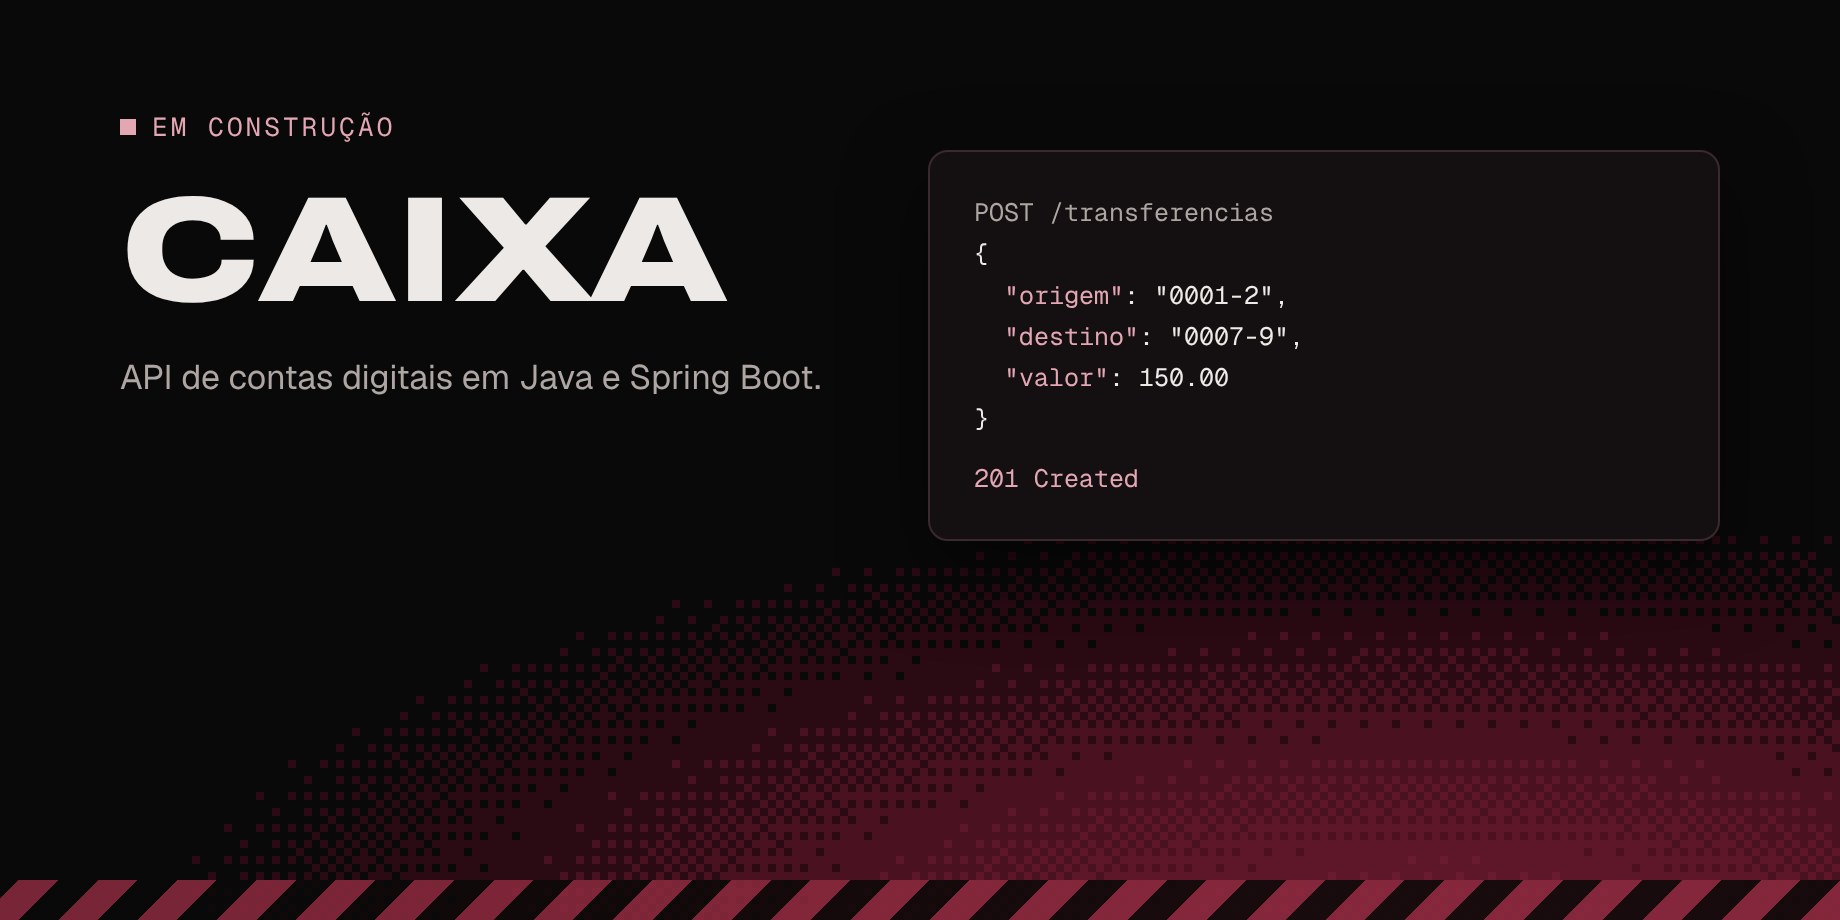 EM CONSTRUÇÃO
CAIXA
API de contas digitais em Java e Spring Boot.
POST /transferencias
{
  "origem": "0001-2",
  "destino": "0007-9",
  "valor": 150.00
}
201 Created